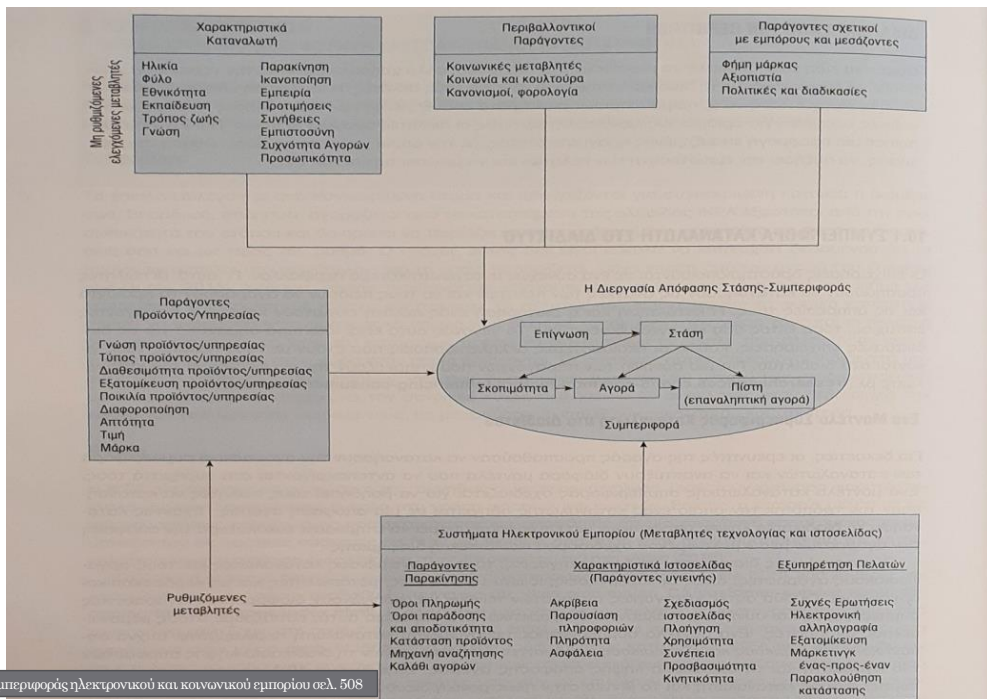 Μη ρυθμιζόμενες
ελεγχόμενες μεταβλητές
Χαρακτηριστικά
Καταναλωτή
Ηλικία
Φύλο
Εθνικότητα
Εκπαίδευση
Τρόπος ζωής
Γνώση
Παρακίνηση
Ικανοποίηση
Εμπειρία
Προτιμήσεις
Συνήθειες
Εμπιστοσύνη
Συχνότητα Αγορών
Προσωπικότητα
Περιβαλλοντικοί
Παράγοντες
Κοινωνικές μεταβλητές
Κοινωνία και κουλτούρα
Κανονισμοί, φορολογία
Παράγοντες σχετικοί
με εμπόρους και μεσάζοντες
Φήμη μάρκας
Αξιοπιστία
Πολιτικές και διαδικασίες
Παράγοντες
Προϊόντος/Υπηρεσίας
Γνώση προϊόντος/υπηρεσίας
Τύπος προϊόντος/υπηρεσίας
Διαθεσιμότητα προϊόντος/υπηρεσίας
Εξατομίκευση προϊόντος/υπηρεσίας
Ποικιλία προϊόντος/υπηρεσίας
Διαφοροποίηση
Απτότητα
Τιμή
Μάρκα
Η Διεργασία Απόφασης Στάσης-Συμπεριφοράς
Επίγνωση
Στάση
Σκοπιμότητα
Αγορά
Πίστη
(επαναληπτική αγορά)
Συμπεριφορά
Ρυθμιζόμενες
μεταβλητές
Συστήματα Ηλεκτρονικού Εμπορίου (Μεταβλητές τεχνολογίας και ιστοσελίδας)
Παράγοντες
Παρακίνησης
Όροι Πληρωμής
Όροι παράδοσης
και αποδοτικότητα
Κατάσταση προϊόντος
Μηχανή αναζήτησης
Καλάθι αγορών
Χαρακτηριστικά Ιστοσελίδας
(Παράγοντες υγιεινής)
Ακρίβεια
Παρουσίαση
πληροφοριών
Πληρότητα
Ασφάλεια
Σχεδιασμός
ιστοσελίδας
Πλοήγηση
Χρησιμότητα
Συνέπεια
Προσβασιμότητα
Κινητικότητα
Εξυπηρέτηση Πελατών
Συχνές Ερωτήσεις
Ηλεκτρονική
αλληλογραφία
Εξατομίκευση
Μάρκετινγκ
ένας-προς-έναν
Παρακολούθηση
κατάστασης
μπεριφοράς ηλεκτρονικού και κοινωνικού εμπορίου σελ. 508